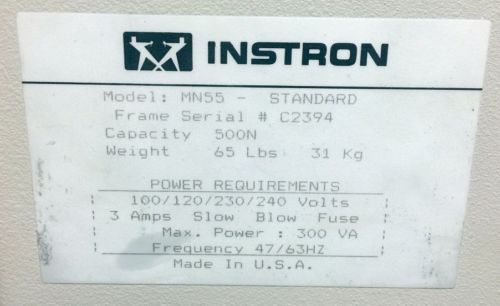 INSTRON
Model: MN55 - STANDARD
Frame Serial # C2394
Capacity 500N
Weight 65 Lbs 31 Kg
POWER REQUIREMENTS
100/120/230/240 Volts
3 Amps Slow Blow Fuse
Max. Power : 300 VA
Frequency 47/63HZ
Made In U.S.A.